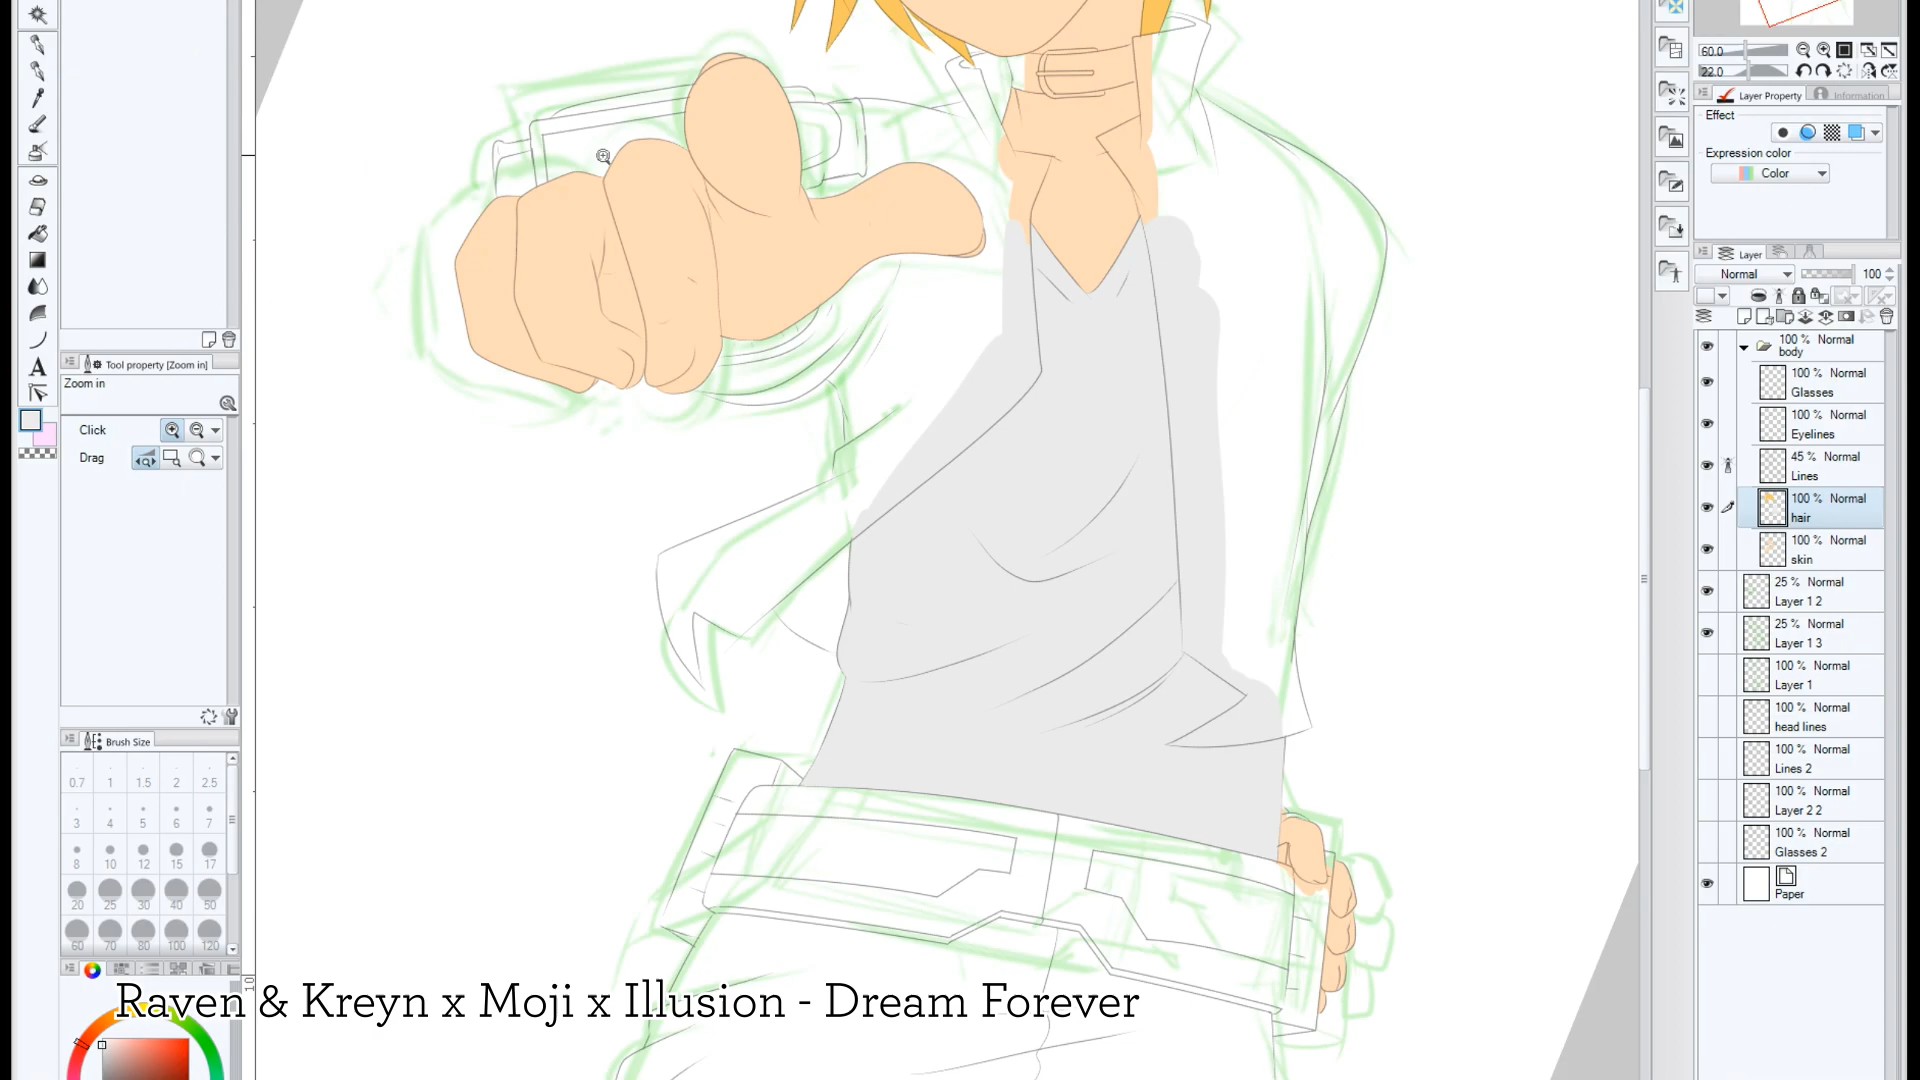 60.0
22.0
Layer Property
Information
Effect
Expression color
Color
Layer
Normal
100
100 % Normal
body
100 % Normal
Glasses
100 % Normal
Eyelines
45 % Normal
Lines
100 % Normal
hair
100 % Normal
skin
25 % Normal
Layer 1 2
25 % Normal
Layer 1 3
100 % Normal
Layer 1
100 % Normal
head lines
100 % Normal
Lines 2
100 % Normal
Layer 2 2
100 % Normal
Glasses 2
Paper
A
Tool property [Zoom in]
Zoom in
Click
Drag
Brush Size
0.7 1 1.5 2 2.5
3 4 5 6 7
8 10 12 15 17
20 25 30 40 50
60 70 80 100 120
Raven & Kreyn x Moji x Illusion - Dream Forever